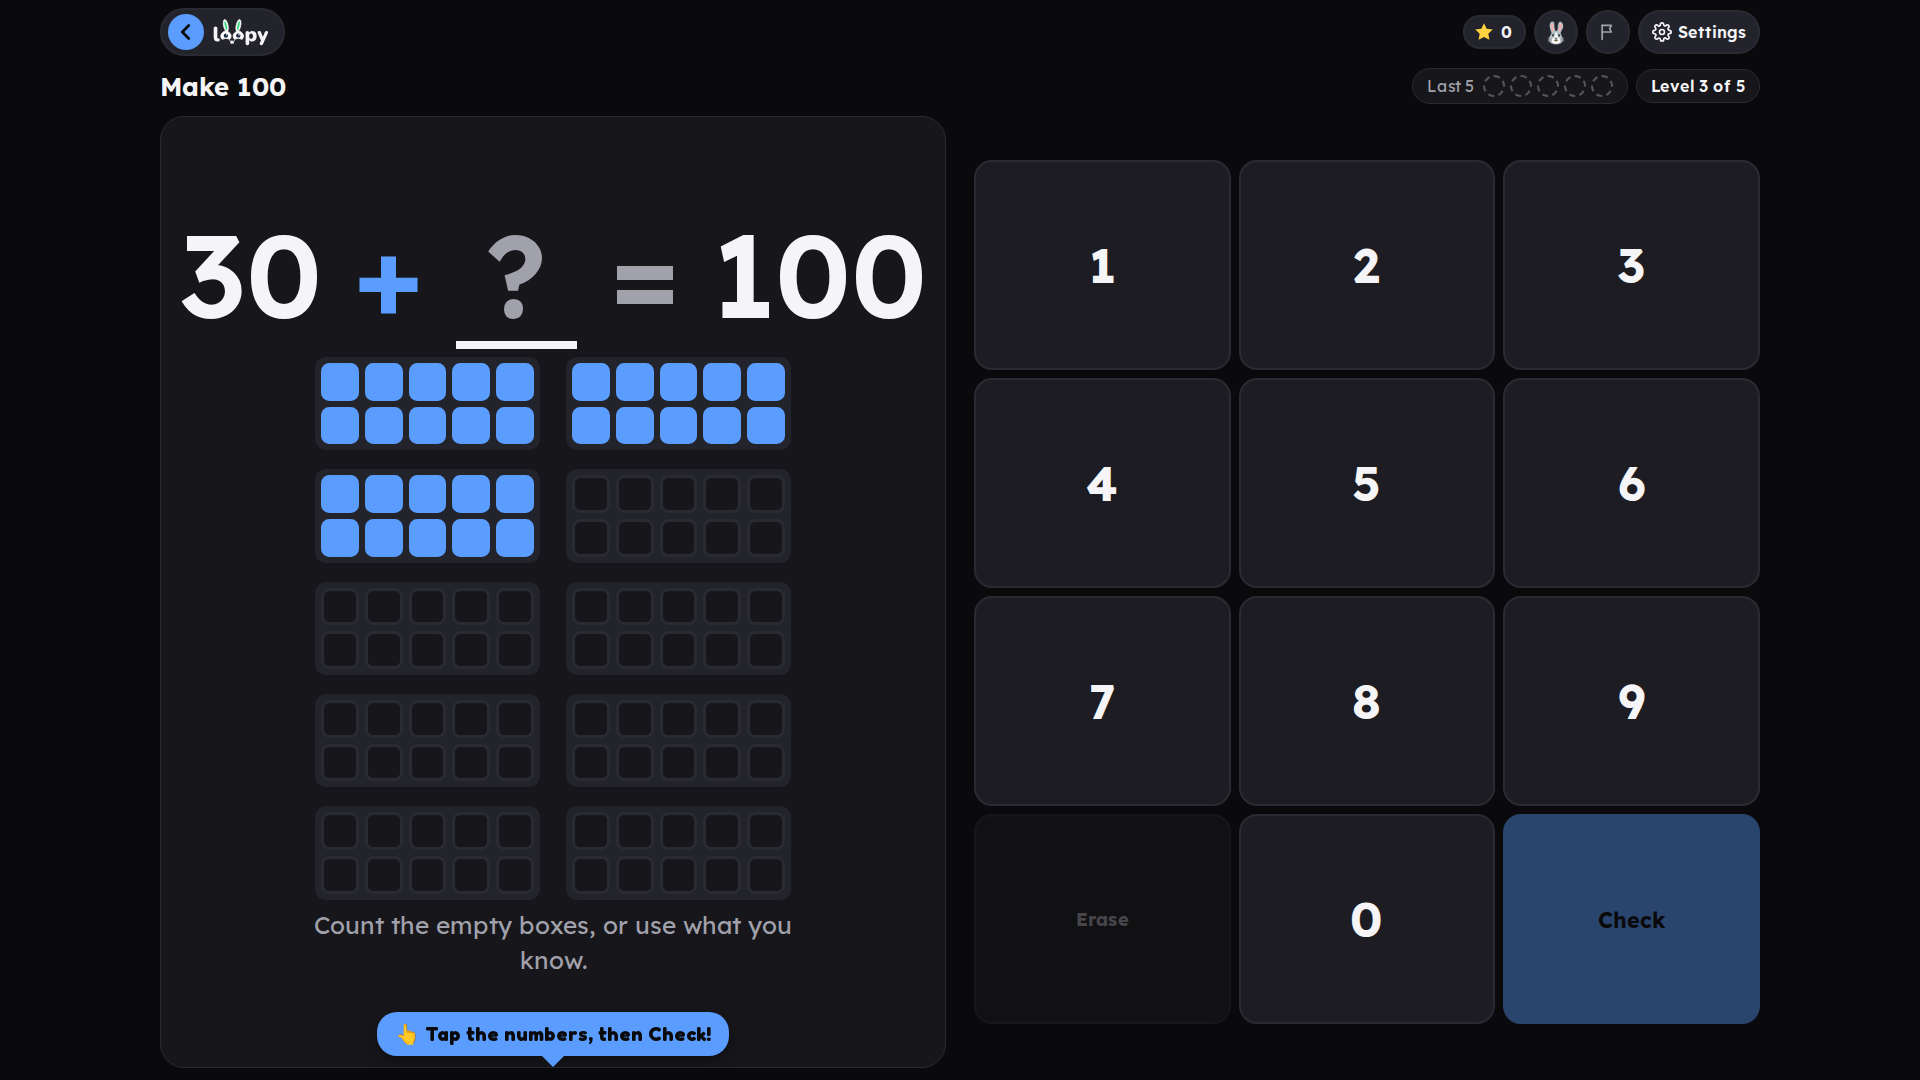 loopy
0
Settings
Make 100
Last 5
Level 3 of 5
30 + ? = 100
1
2
3
4
5
6
7
8
9
Erase
0
Check
Count the empty boxes, or use what you
know.
👆 Tap the numbers, then Check!